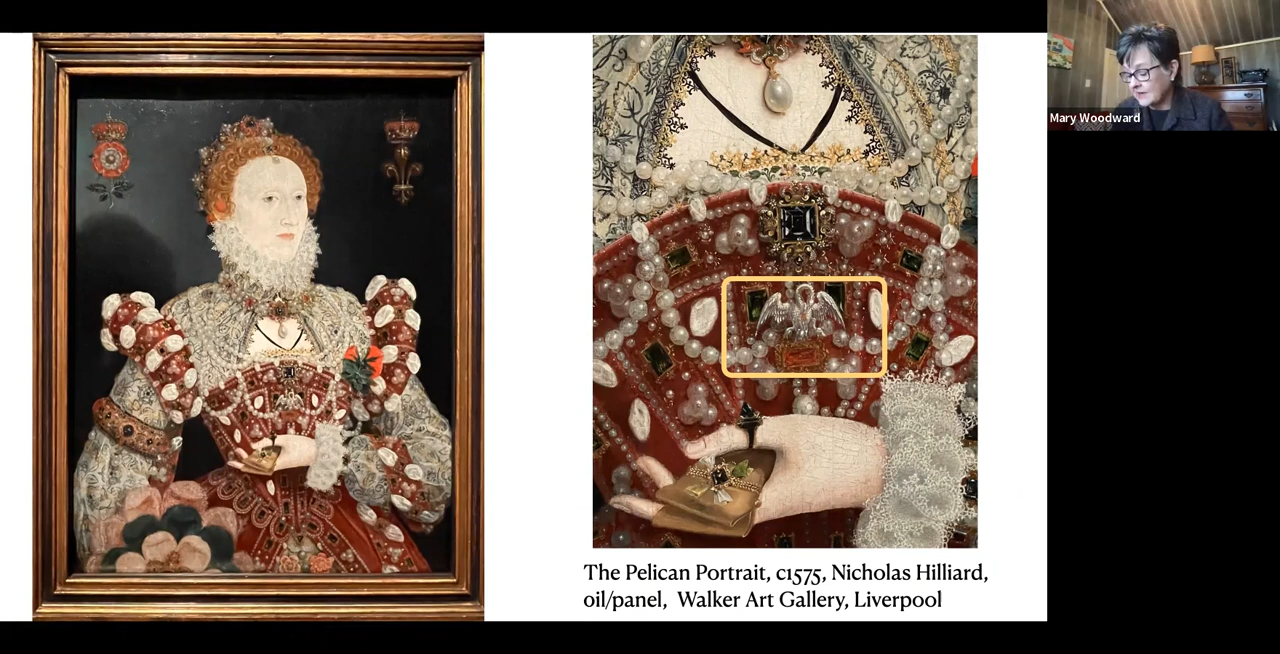 Mary Woodward
The Pelican Portrait, c1575, Nicholas Hilliard,
oil/panel, Walker Art Gallery, Liverpool